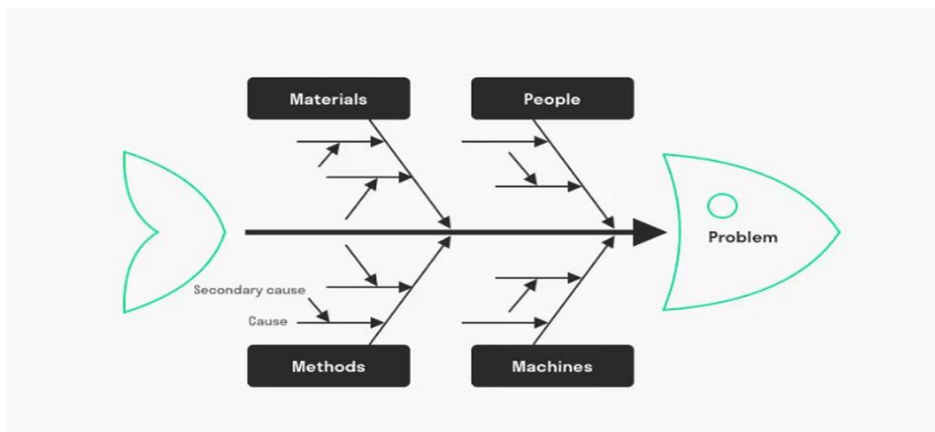 Materials
People
Problem
Secondary cause
Cause
Methods
Machines